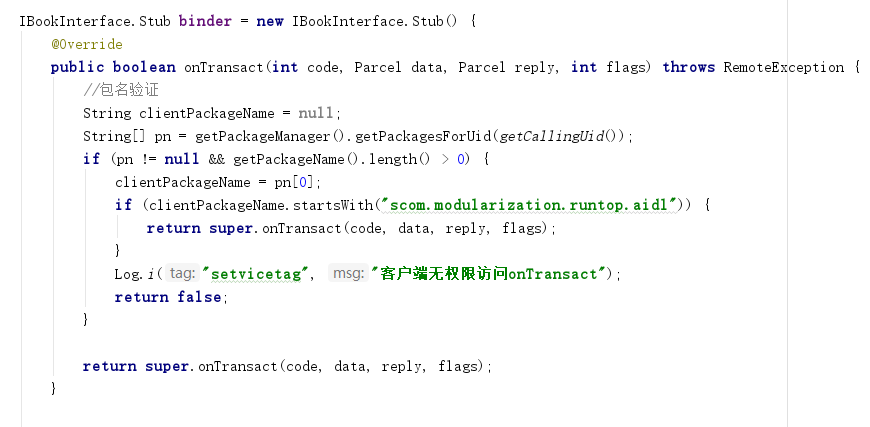 IBookInterface.Stub binder = new IBookInterface.Stub() {
@Override
public boolean onTransact(int code, Parcel data, Parcel reply, int flags) throws RemoteException {
//包名验证
String clientPackageName = null;
String[] pn = getPackageManager().getPackagesForUid(getCallingUid());
if (pn != null && getPackageName().length() > 0) {
clientPackageName = pn[0];
if (clientPackageName.startsWith("scom.modularization.runtop.aidl")) {
return super.onTransact(code, data, reply, flags);
}
Log.i( tag: "setvicetag", msg: "客户端无权限访问onTransact");
return false;
}
return super.onTransact(code, data, reply, flags);
}